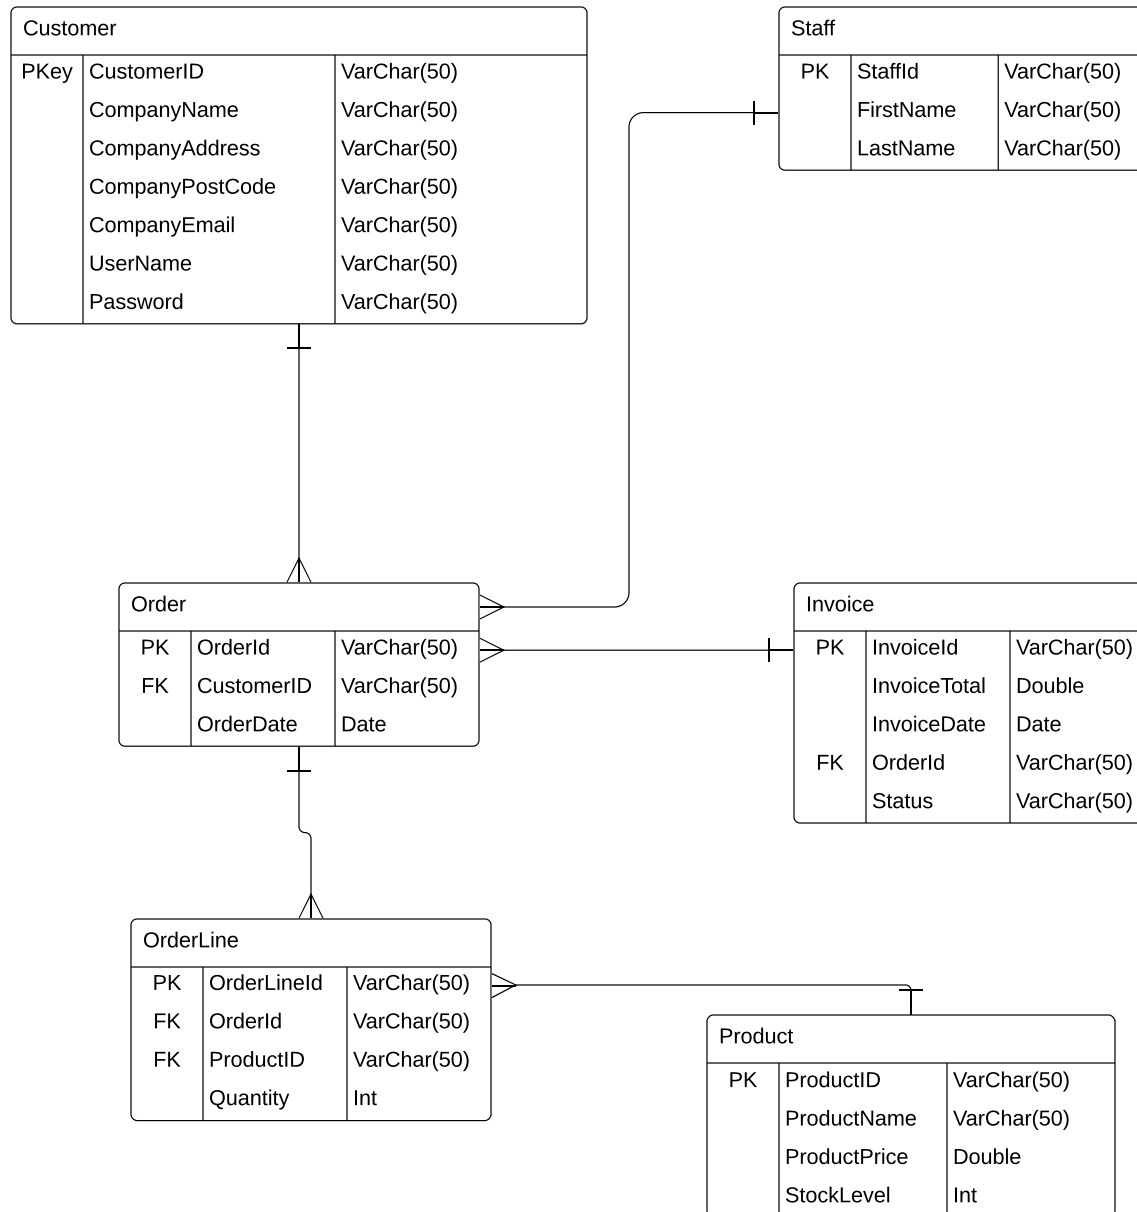 Customer
PKey CustomerID VarChar(50)
CompanyName VarChar(50)
CompanyAddress VarChar(50)
CompanyPostCode VarChar(50)
CompanyEmail VarChar(50)
UserName VarChar(50)
Password VarChar(50)
Staff
PK StaffId VarChar(50)
FirstName VarChar(50)
LastName VarChar(50)
Order
PK OrderId VarChar(50)
FK CustomerID VarChar(50)
OrderDate Date
Invoice
PK InvoiceId VarChar(50)
InvoiceTotal Double
InvoiceDate Date
FK OrderId VarChar(50)
Status VarChar(50)
OrderLine
PK OrderLineId VarChar(50)
FK OrderId VarChar(50)
FK ProductID VarChar(50)
Quantity Int
Product
PK ProductID VarChar(50)
ProductName VarChar(50)
ProductPrice Double
StockLevel Int